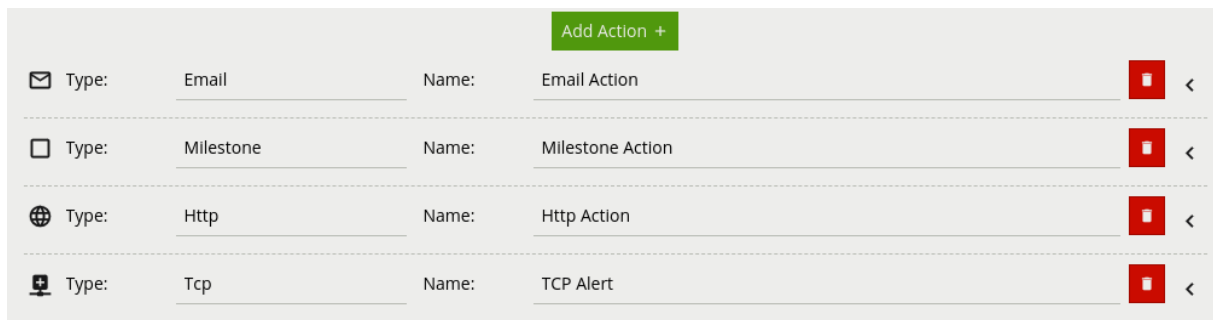 Add Action +
Type: Email Name: Email Action
Type: Milestone Name: Milestone Action
Type: Http Name: Http Action
Type: Tcp Name: TCP Alert